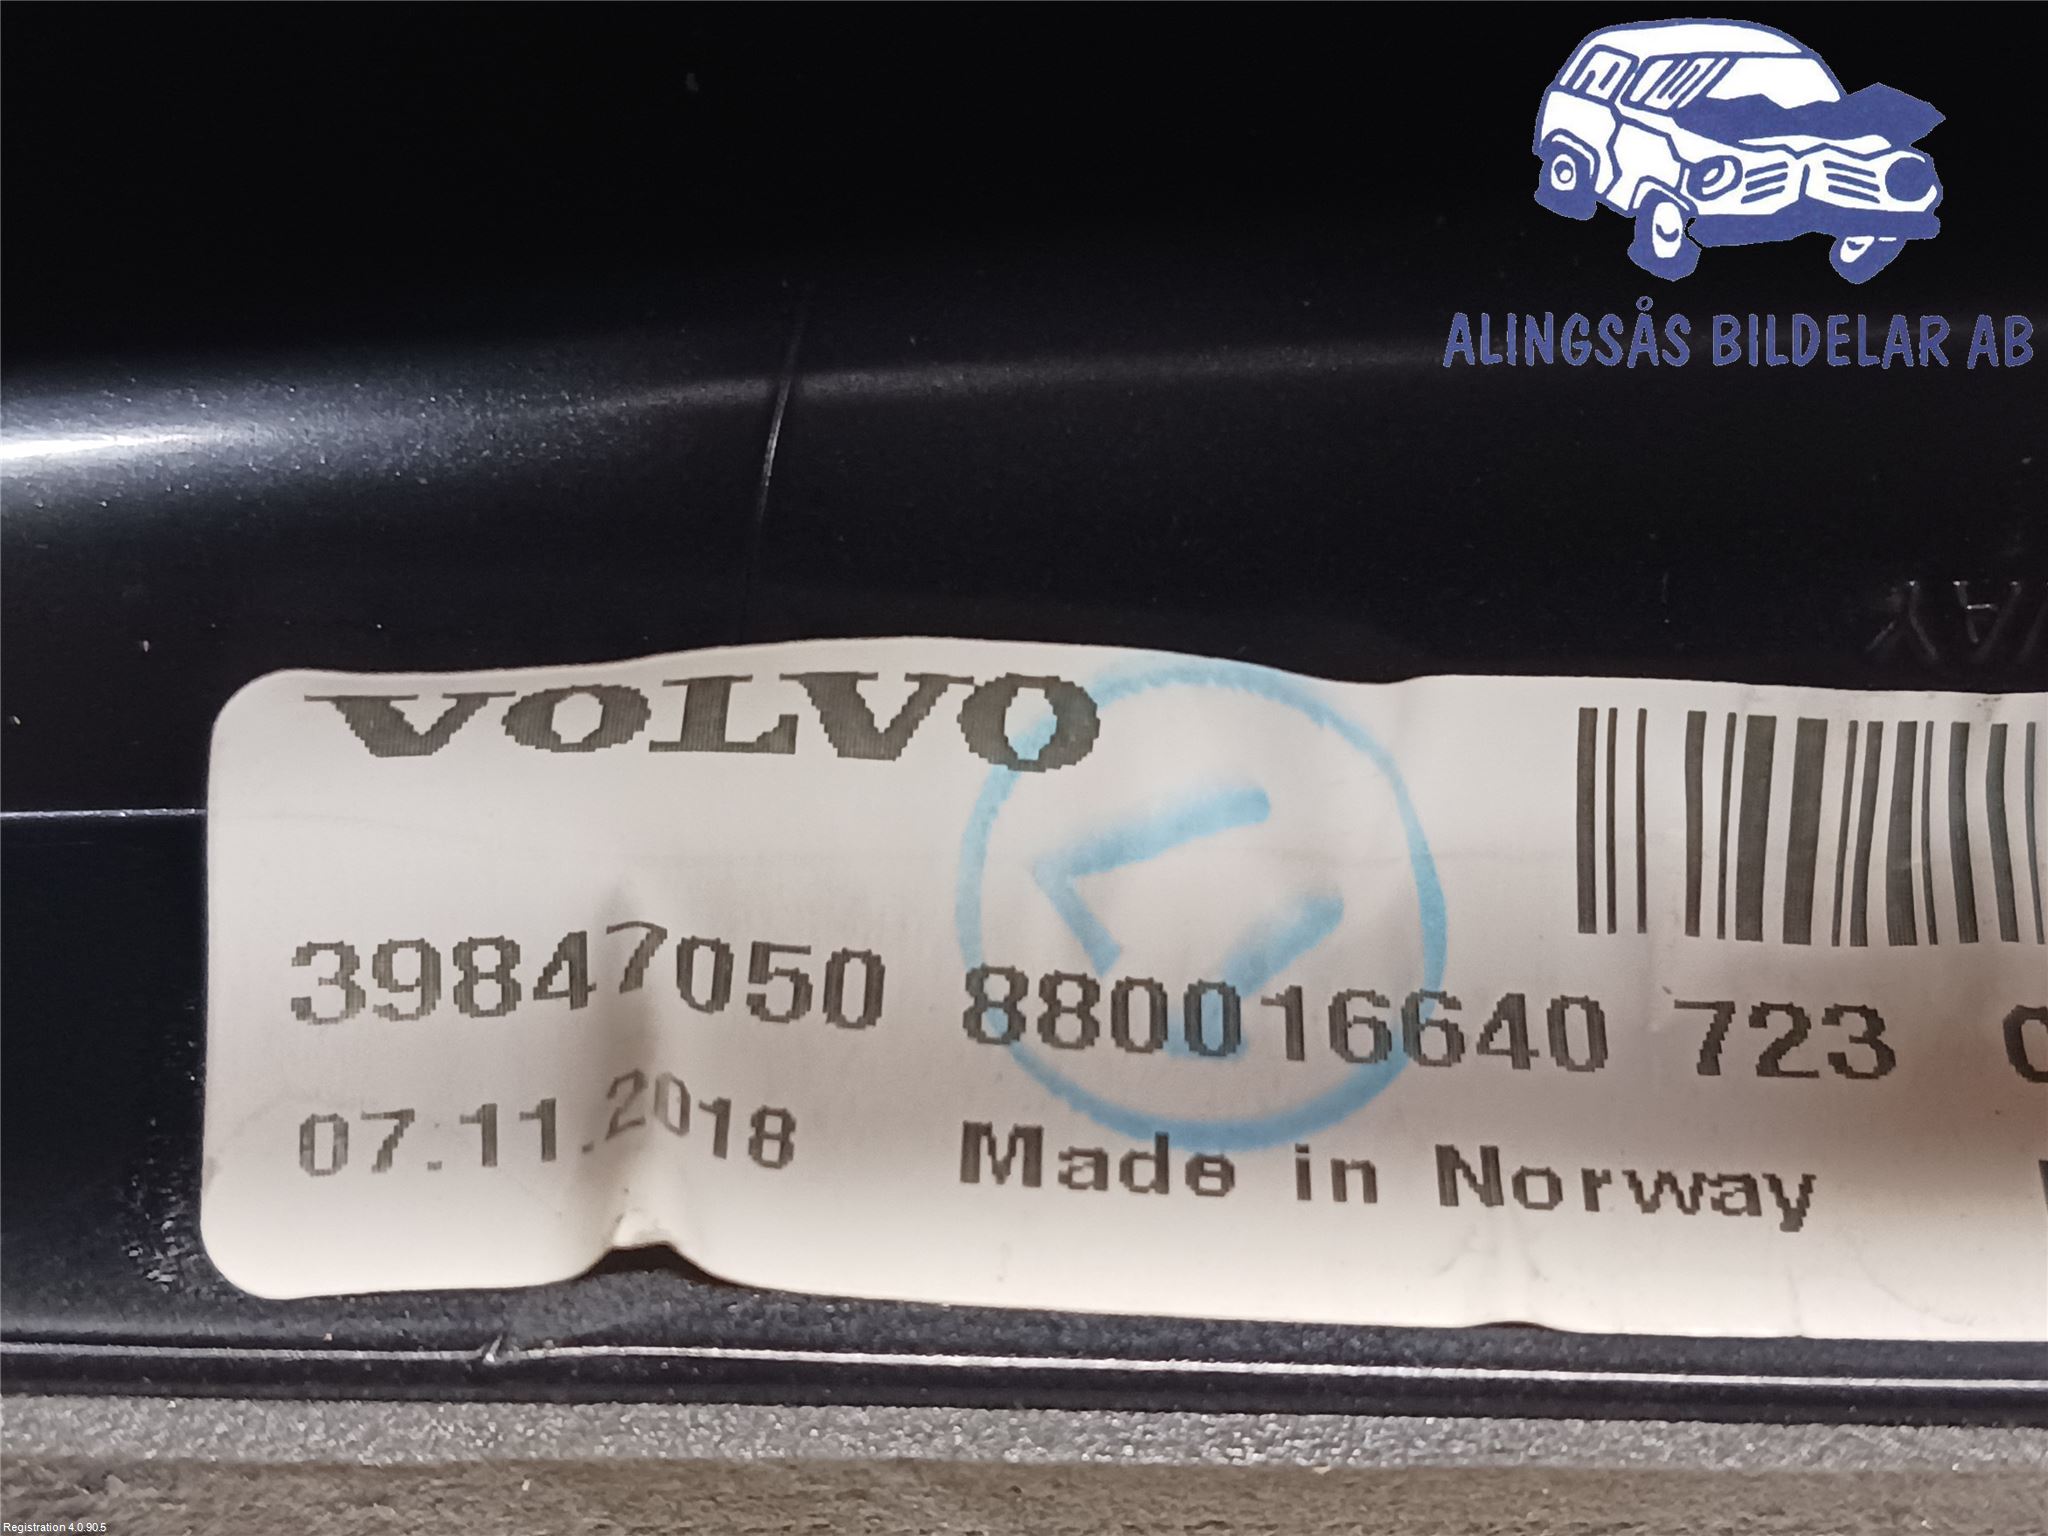 ALINGSÅS BILDELAR AB
VOLVO
39847050 880016640 723
07.11.2018 Made in Norway
Registration 4.0.90.5